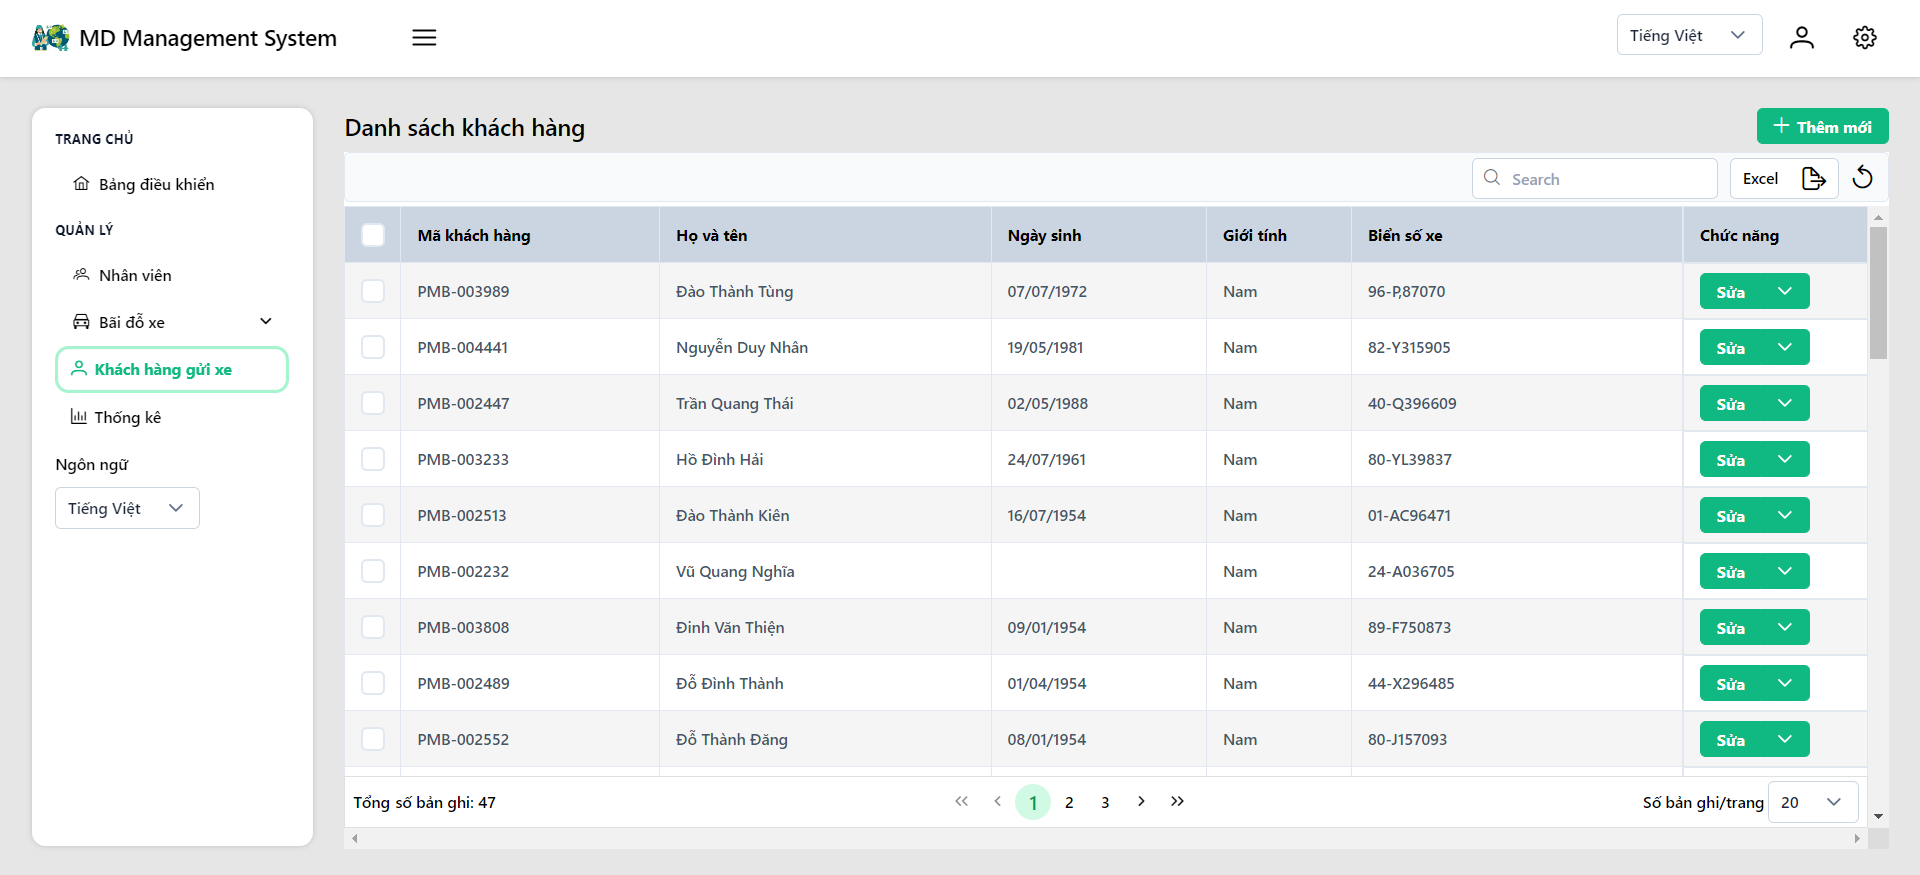 MD Management System
Tiếng Việt
TRANG CHỦ
Bảng điều khiển
QUẢN LÝ
Nhân viên
Bãi đỗ xe
Khách hàng gửi xe
Thống kê
Ngôn ngữ
Tiếng Việt
Danh sách khách hàng
Thêm mới
Search
Excel
Mã khách hàng Họ và tên Ngày sinh Giới tính Biển số xe Chức năng
PMB-003989 Đào Thành Tùng 07/07/1972 Nam 96-P,87070 Sửa
PMB-004441 Nguyễn Duy Nhân 19/05/1981 Nam 82-Y315905 Sửa
PMB-002447 Trần Quang Thái 02/05/1988 Nam 40-Q396609 Sửa
PMB-003233 Hồ Đình Hải 24/07/1961 Nam 80-YL39837 Sửa
PMB-002513 Đào Thành Kiên 16/07/1954 Nam 01-AC96471 Sửa
PMB-002232 Vũ Quang Nghĩa Nam 24-A036705 Sửa
PMB-003808 Đinh Văn Thiện 09/01/1954 Nam 89-F750873 Sửa
PMB-002489 Đỗ Đình Thành 01/04/1954 Nam 44-X296485 Sửa
PMB-002552 Đỗ Thành Đăng 08/01/1954 Nam 80-J157093 Sửa
Tổng số bản ghi: 47
1 2 3
Số bản ghi/trang 20